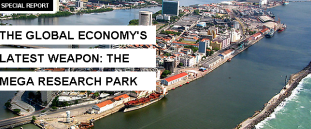 SPECIAL REPORT
THE GLOBAL ECONOMY'S
LATEST WEAPON: THE
MEGA RESEARCH PARK